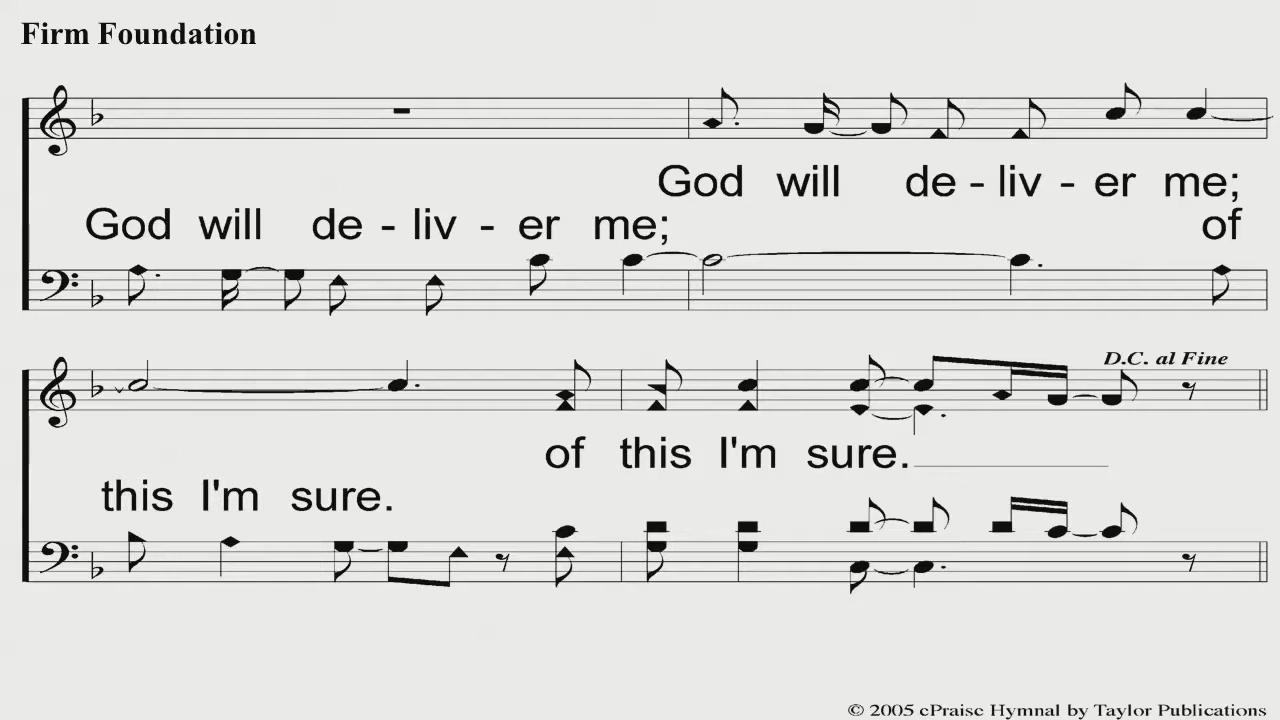 Firm Foundation
God will de - liv - er me;
God will de - liv - er me; of
D.C. al Fine
of this I'm sure.
this I'm sure.
© 2005 cPraise Hymnal by Taylor Publications